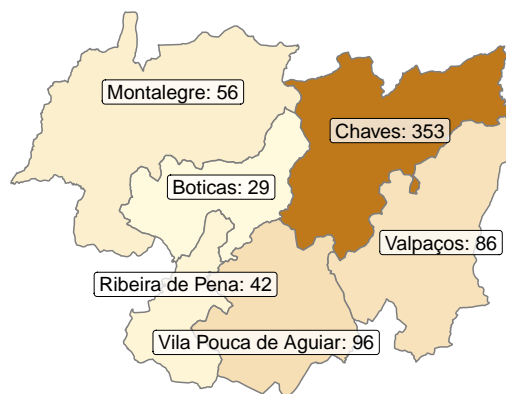 Montalegre: 56
Chaves: 353
Boticas: 29
Valpaços: 86
Ribeira de Pena: 42
Vila Pouca de Aguiar: 96